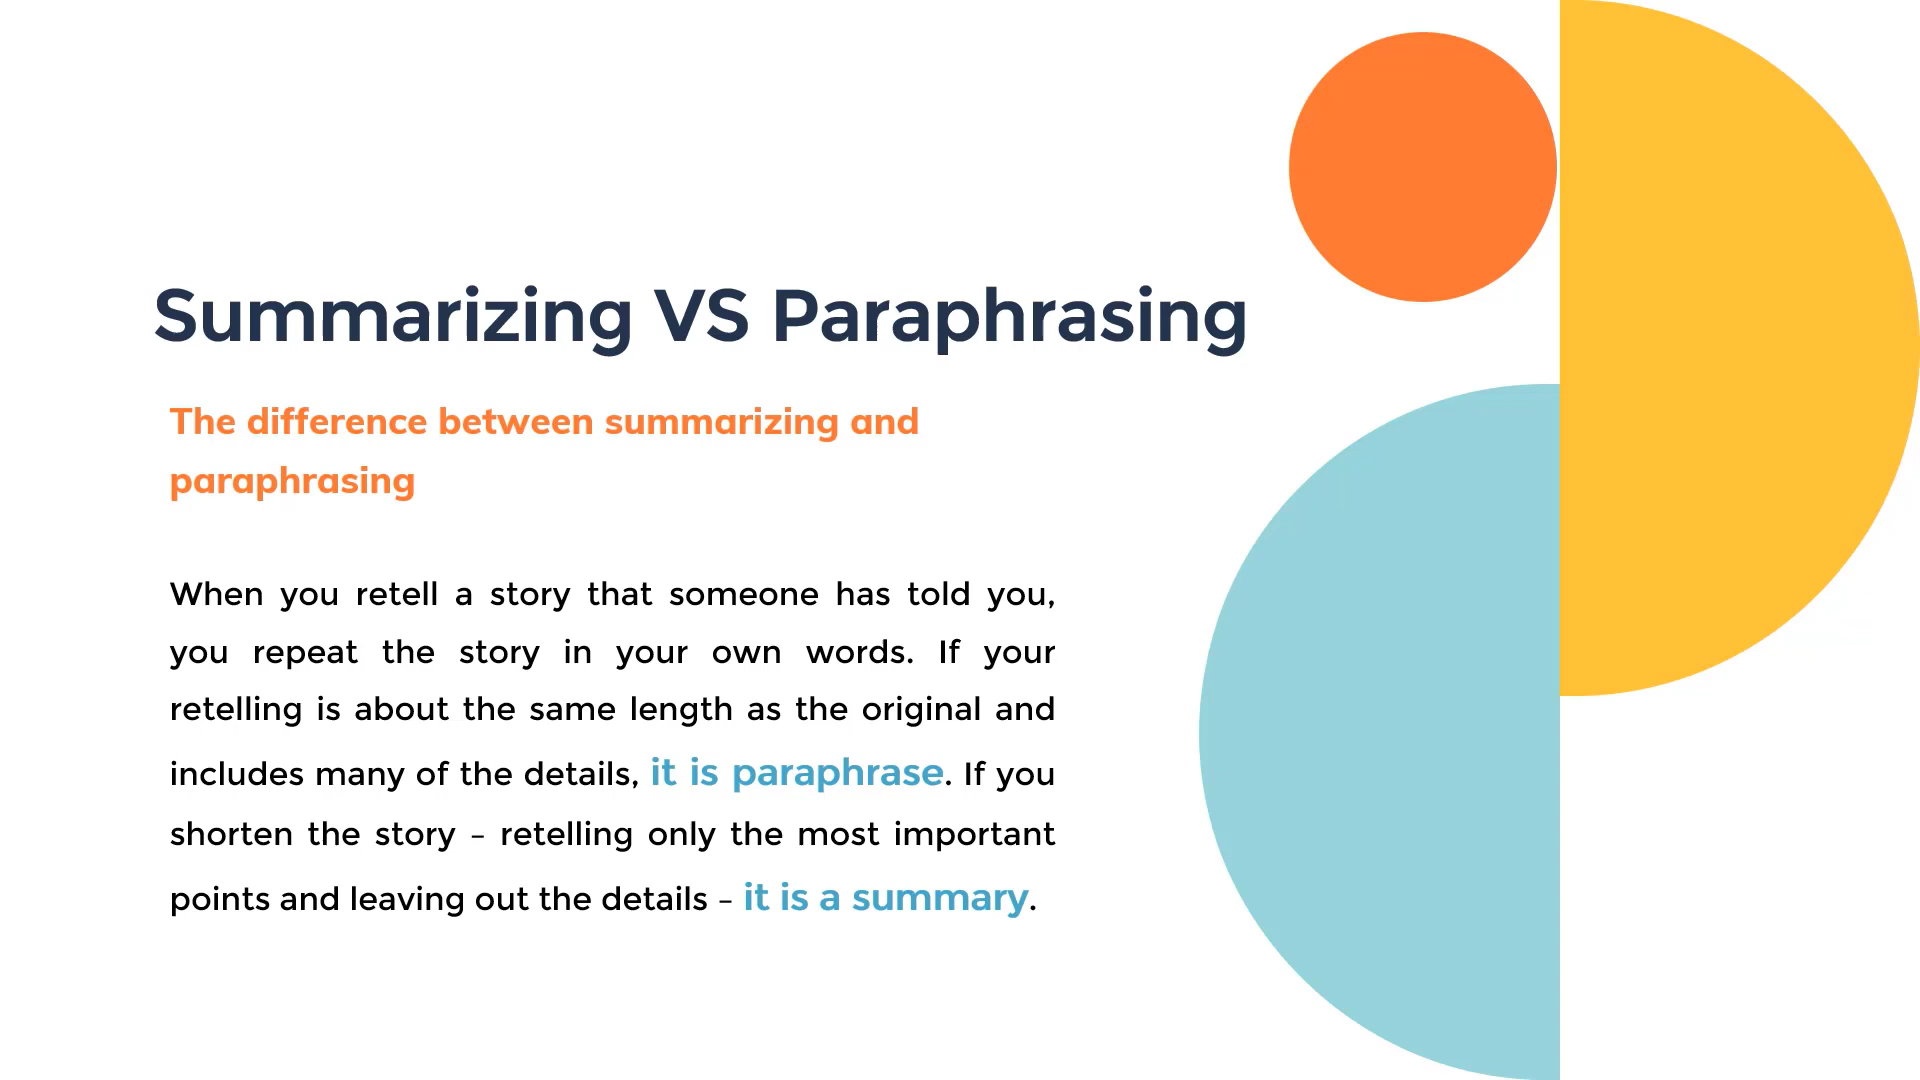 Summarizing VS Paraphrasing
The difference between summarizing and
paraphrasing
When you retell a story that someone has told you,
you repeat the story in your own words. If your
retelling is about the same length as the original and
includes many of the details, it is paraphrase. If you
shorten the story – retelling only the most important
points and leaving out the details – it is a summary.